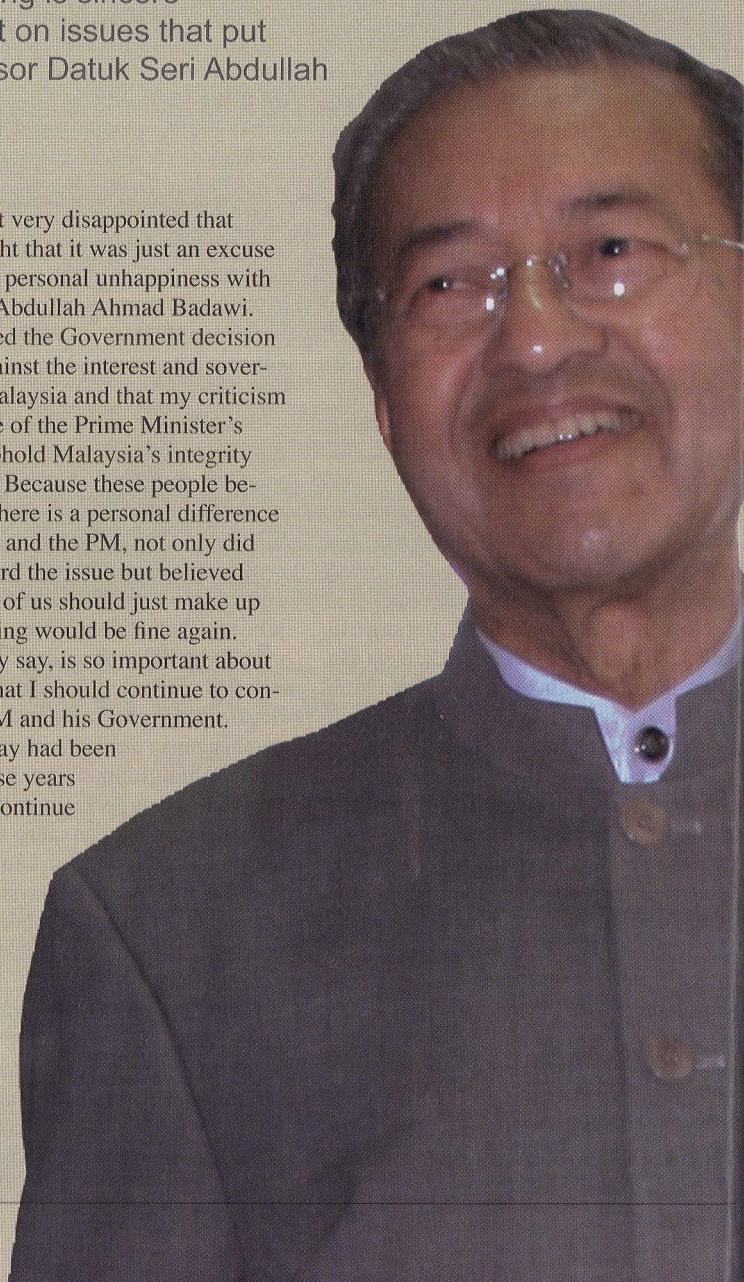 t on issues that put
sor Datuk Seri Abdullah
t very disappointed that
ht that it was just an excuse
personal unhappiness with
Abdullah Ahmad Badawi.
ed the Government decision
ainst the interest and sover-
alaysia and that my criticism
e of the Prime Minister's
phold Malaysia's integrity
Because these people be-
here is a personal difference
and the PM, not only did
rd the issue but believed
of us should just make up
ing would be fine again.
y say, is so important about
hat I should continue to con-
M and his Government.
ay had been
se years
ontinue